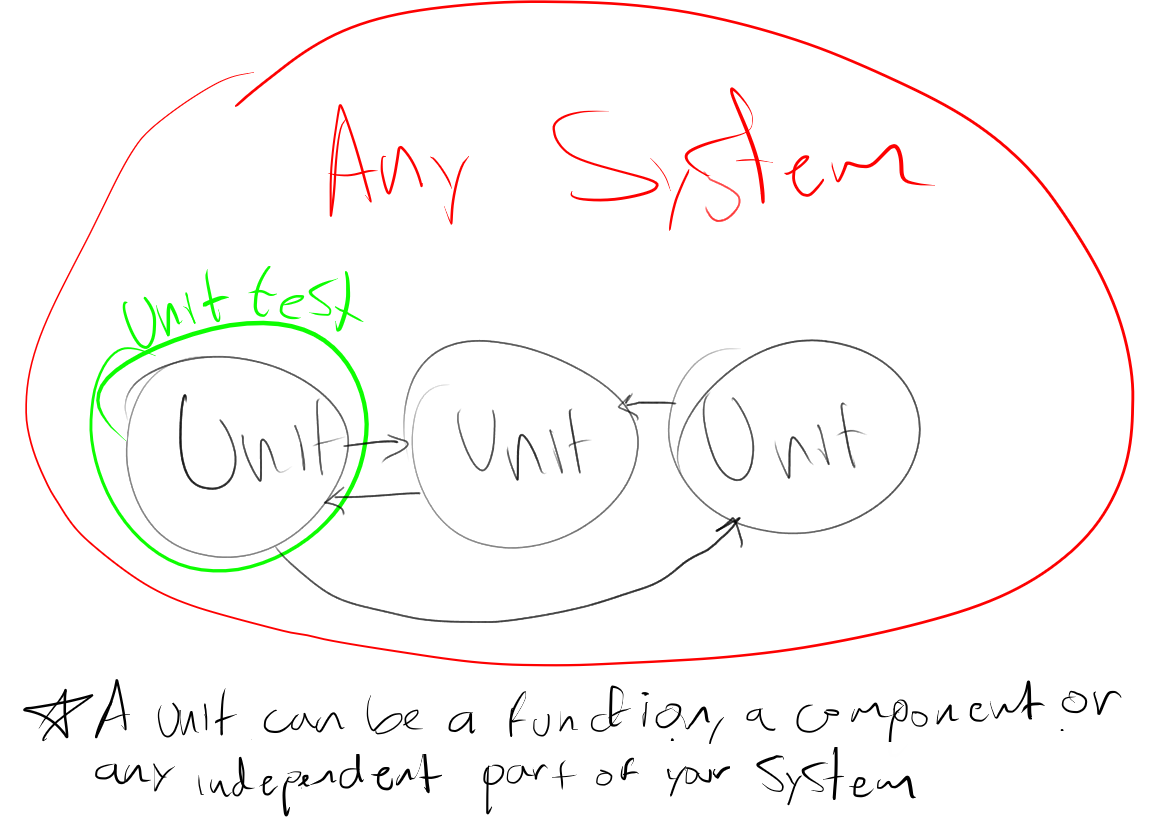 Any System
Unit test
Unit
Unit
Unit
A unit can be a function, a component or
any independent part of your system